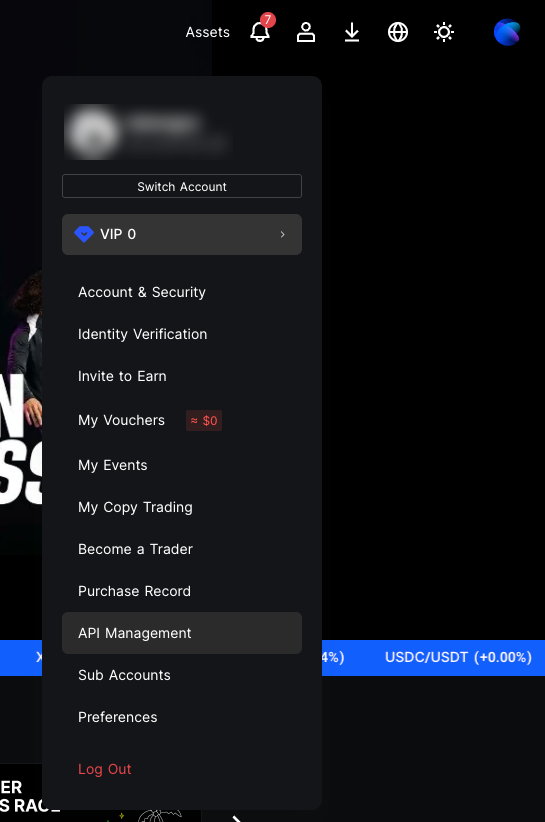 Assets
7
Switch Account
VIP 0
Account & Security
Identity Verification
Invite to Earn
My Vouchers ≈ $0
My Events
My Copy Trading
Become a Trader
Purchase Record
API Management
X
4%) USDC/USDT (+0.00%)
Sub Accounts
Preferences
Log Out
ER
S RACE
N
SS